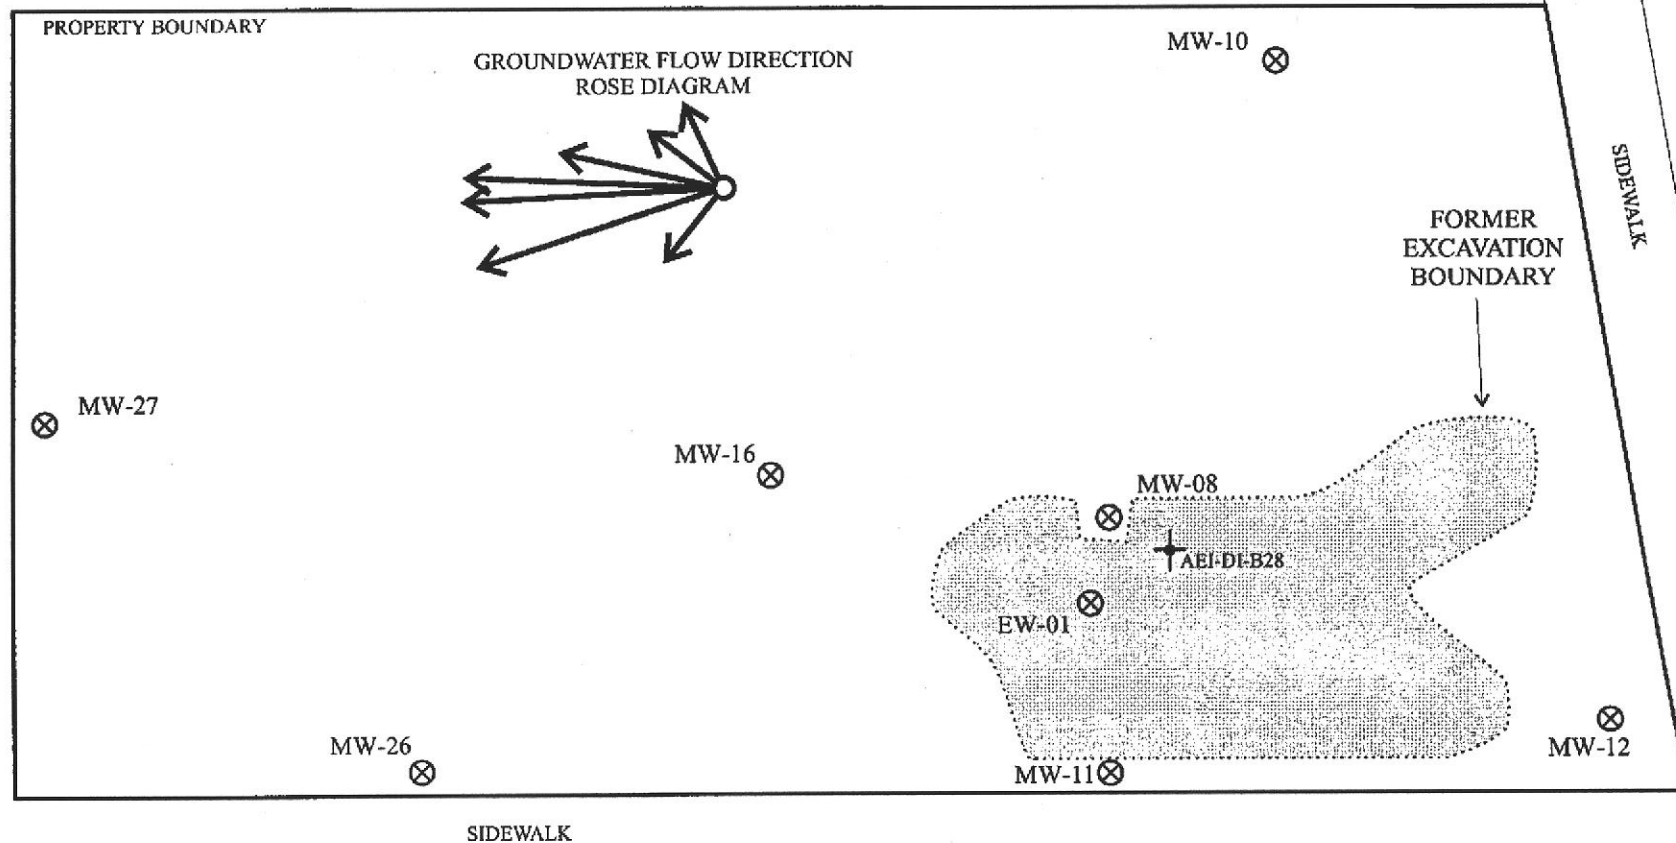 PROPERTY BOUNDARY
GROUNDWATER FLOW DIRECTION
ROSE DIAGRAM
MW-10
SIDEWALK
FORMER
EXCAVATION
BOUNDARY
MW-27
MW-16
MW-08
AEI-DI-B28
EW-01
MW-26
MW-11
MW-12
SIDEWALK